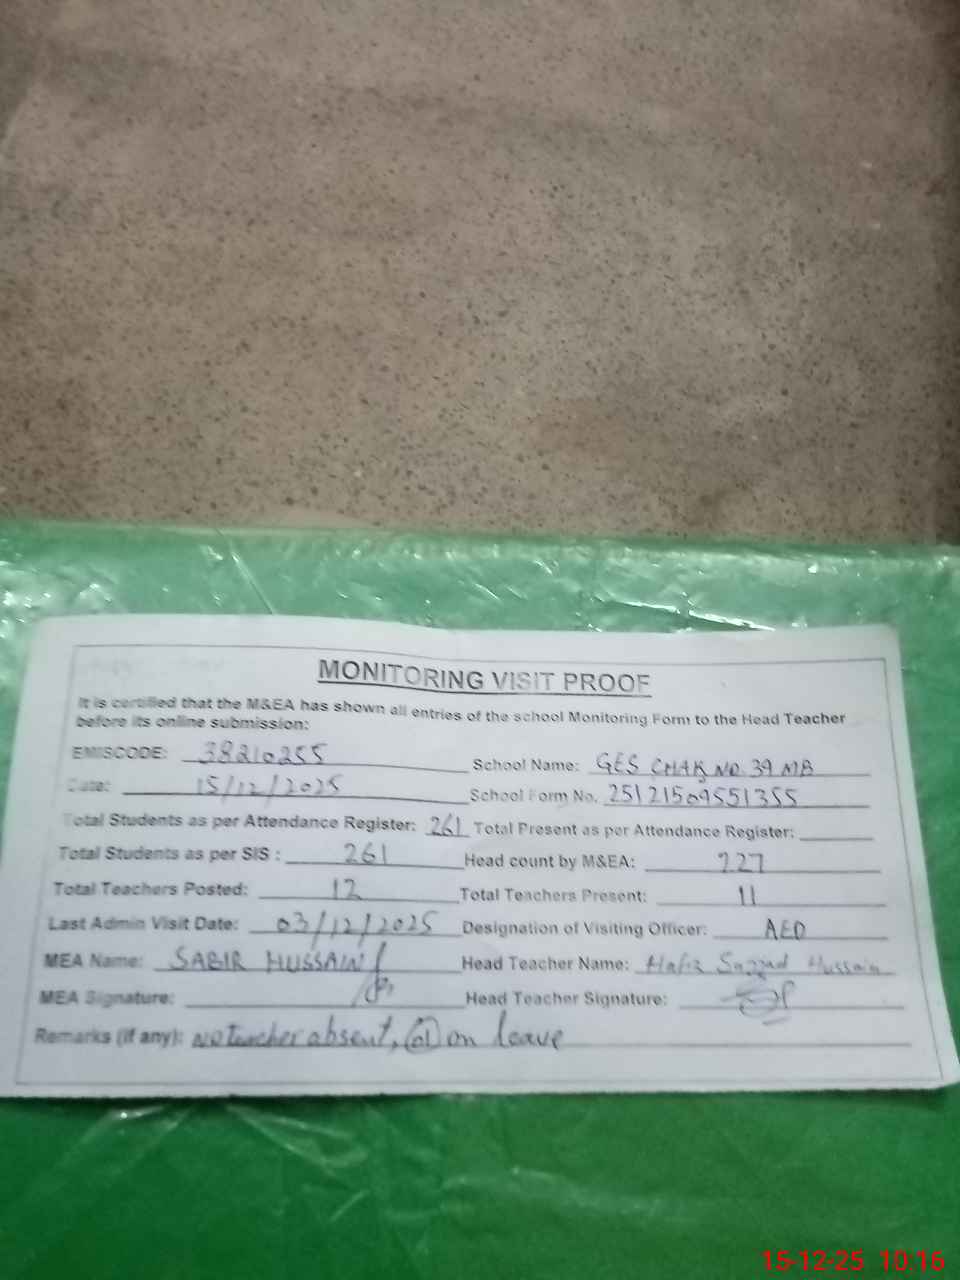 MONITORING VISIT PROOF
It is certified that the M&EA has shown all entries of the school Monitoring Form to the Head Teacher
before its online submission:
EMISCODE: 38210255 School Name: GES CHAK NO. 39 MB
Date: 15/12/2025 School Form No. 25121509551355
Total Students as per Attendance Register: 261 Total Present as per Attendance Register:
Total Students as per SIS : 261 Head count by M&EA: 227
Total Teachers Posted: 12 Total Teachers Present: 11
Last Admin Visit Date: 03/12/2025 Designation of Visiting Officer: AEO
MEA Name: SABIR HUSSAIN Head Teacher Name: Hafiz Sajjad Hussain
MEA Signature: Head Teacher Signature:
Remarks (if any): No Teacher absent, 01 on leave
15-12-25 10:16